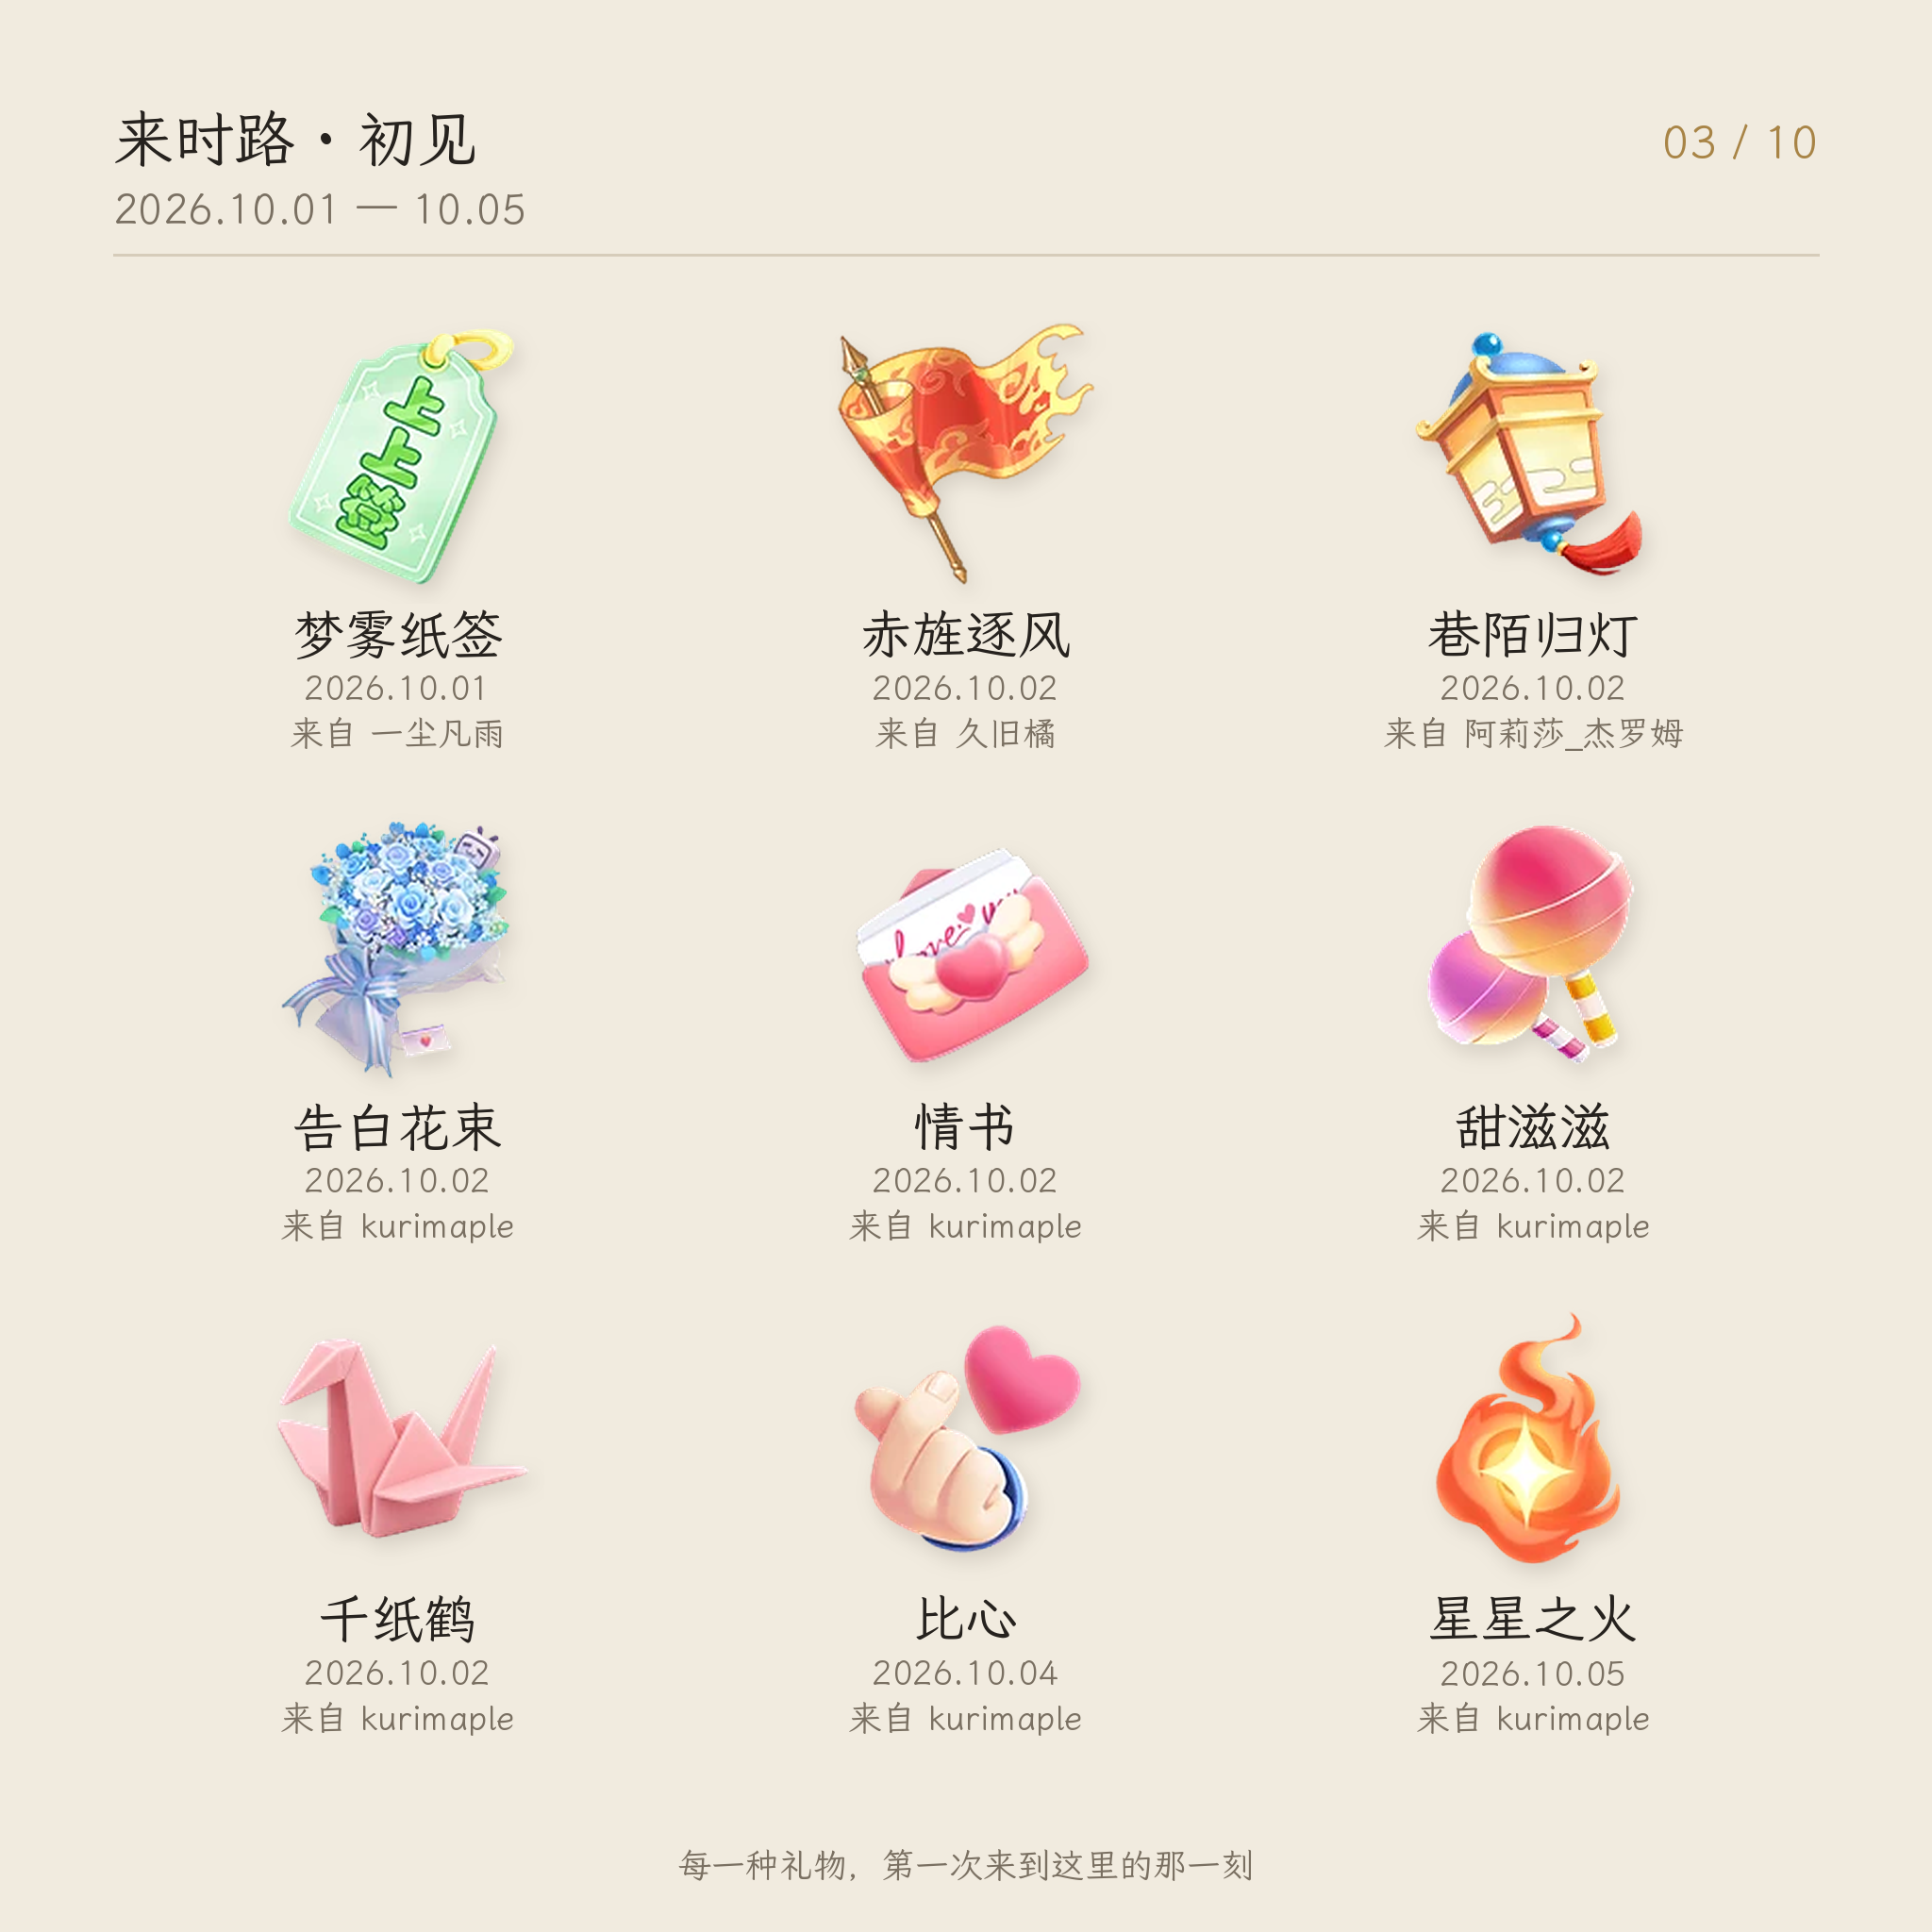 来时路・初见
03 / 10
2026.10.01 — 10.05
上上签
梦雾纸签
2026.10.01
来自 一尘凡雨
赤旌逐风
2026.10.02
来自 久旧橘
巷陌归灯
2026.10.02
来自 阿莉莎_杰罗姆
告白花束
2026.10.02
来自 kurimaple
love
情书
2026.10.02
来自 kurimaple
甜滋滋
2026.10.02
来自 kurimaple
千纸鹤
2026.10.02
来自 kurimaple
比心
2026.10.04
来自 kurimaple
星星之火
2026.10.05
来自 kurimaple
每一种礼物，第一次来到这里的那一刻